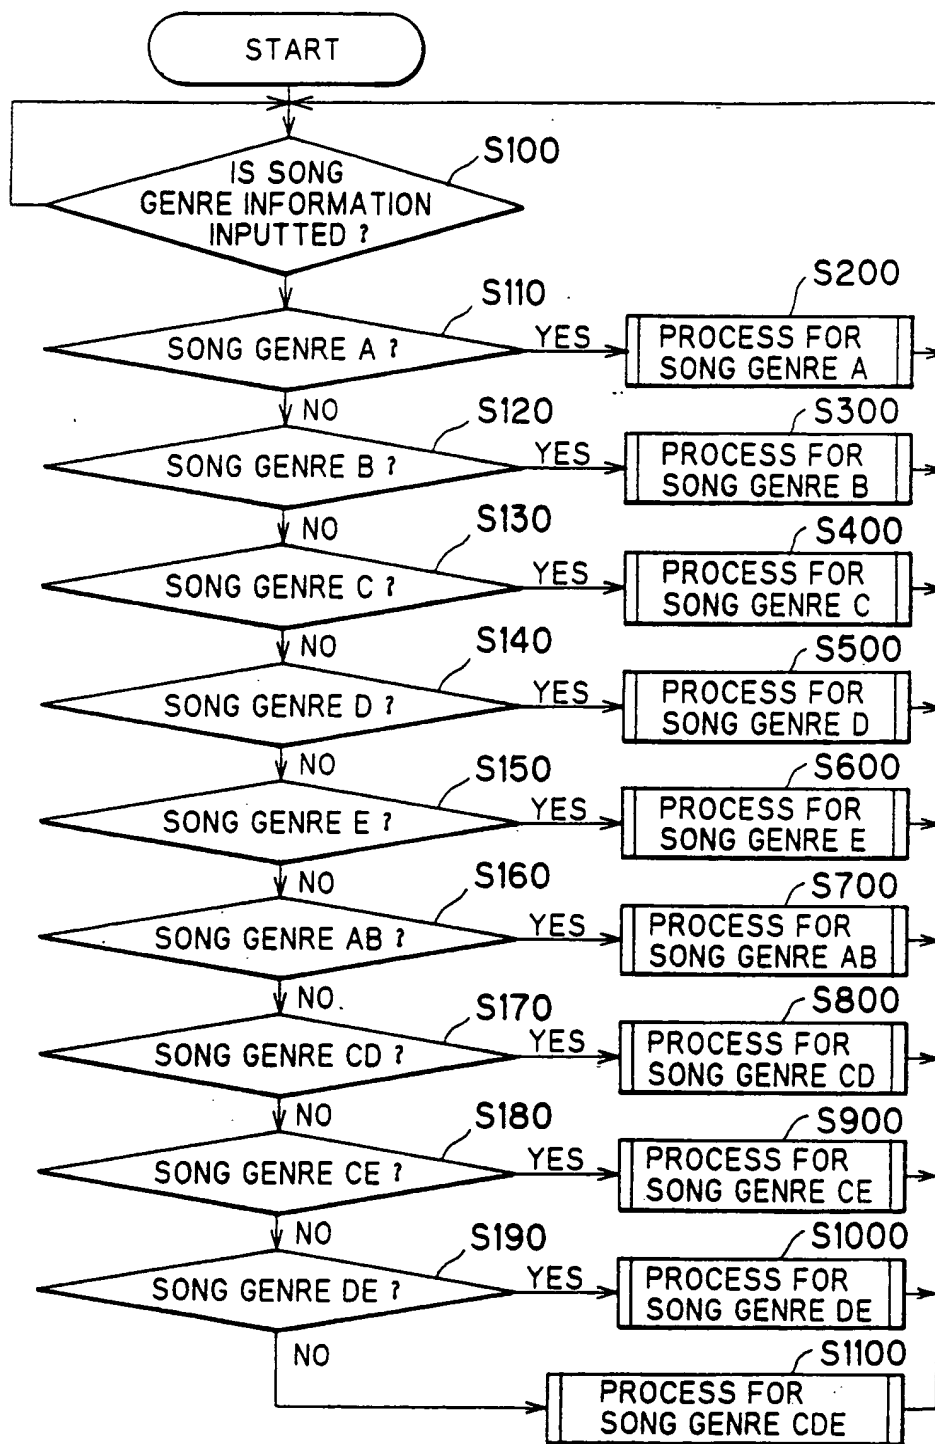 START
S100
IS SONG
GENRE INFORMATION
INPUTTED ?
S110
SONG GENRE A ?
YES
S200
PROCESS FOR
SONG GENRE A
NO
S120
SONG GENRE B ?
YES
S300
PROCESS FOR
SONG GENRE B
NO
S130
SONG GENRE C ?
YES
S400
PROCESS FOR
SONG GENRE C
NO
S140
SONG GENRE D ?
YES
S500
PROCESS FOR
SONG GENRE D
NO
S150
SONG GENRE E ?
YES
S600
PROCESS FOR
SONG GENRE E
NO
S160
SONG GENRE AB ?
YES
S700
PROCESS FOR
SONG GENRE AB
NO
S170
SONG GENRE CD ?
YES
S800
PROCESS FOR
SONG GENRE CD
NO
S180
SONG GENRE CE ?
YES
S900
PROCESS FOR
SONG GENRE CE
NO
S190
SONG GENRE DE ?
YES
S1000
PROCESS FOR
SONG GENRE DE
NO
S1100
PROCESS FOR
SONG GENRE CDE